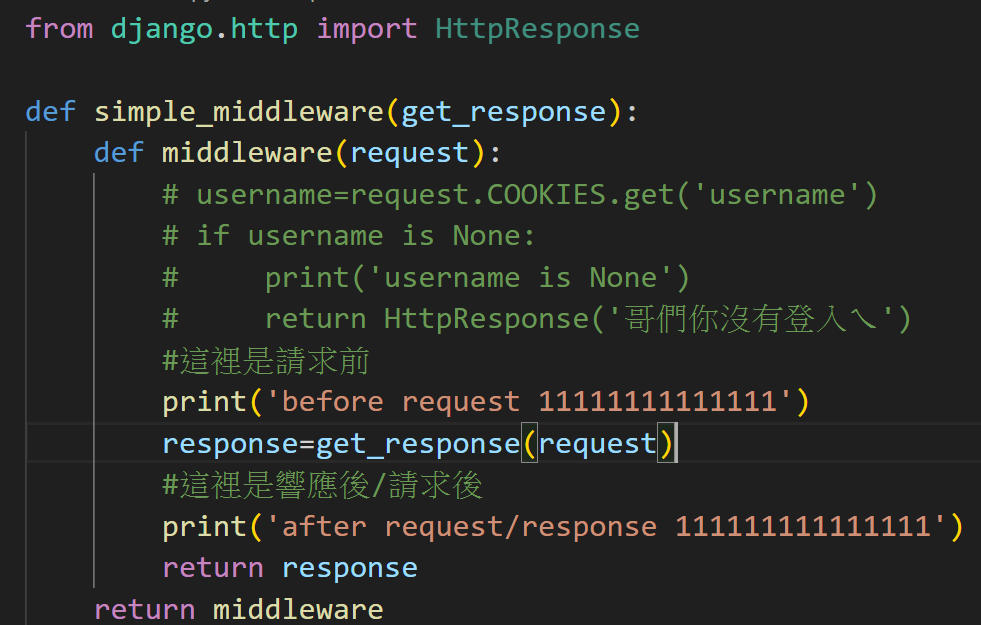 from django.http import HttpResponse
def simple_middleware(get_response):
def middleware(request):
# username=request.COOKIES.get('username')
# if username is None:
#     print('username is None')
#     return HttpResponse('哥們你沒有登入ㄟ')
#這裡是請求前
print('before request 11111111111111')
response=get_response(request)
#這裡是響應後/請求後
print('after request/response 111111111111111')
return response
return middleware